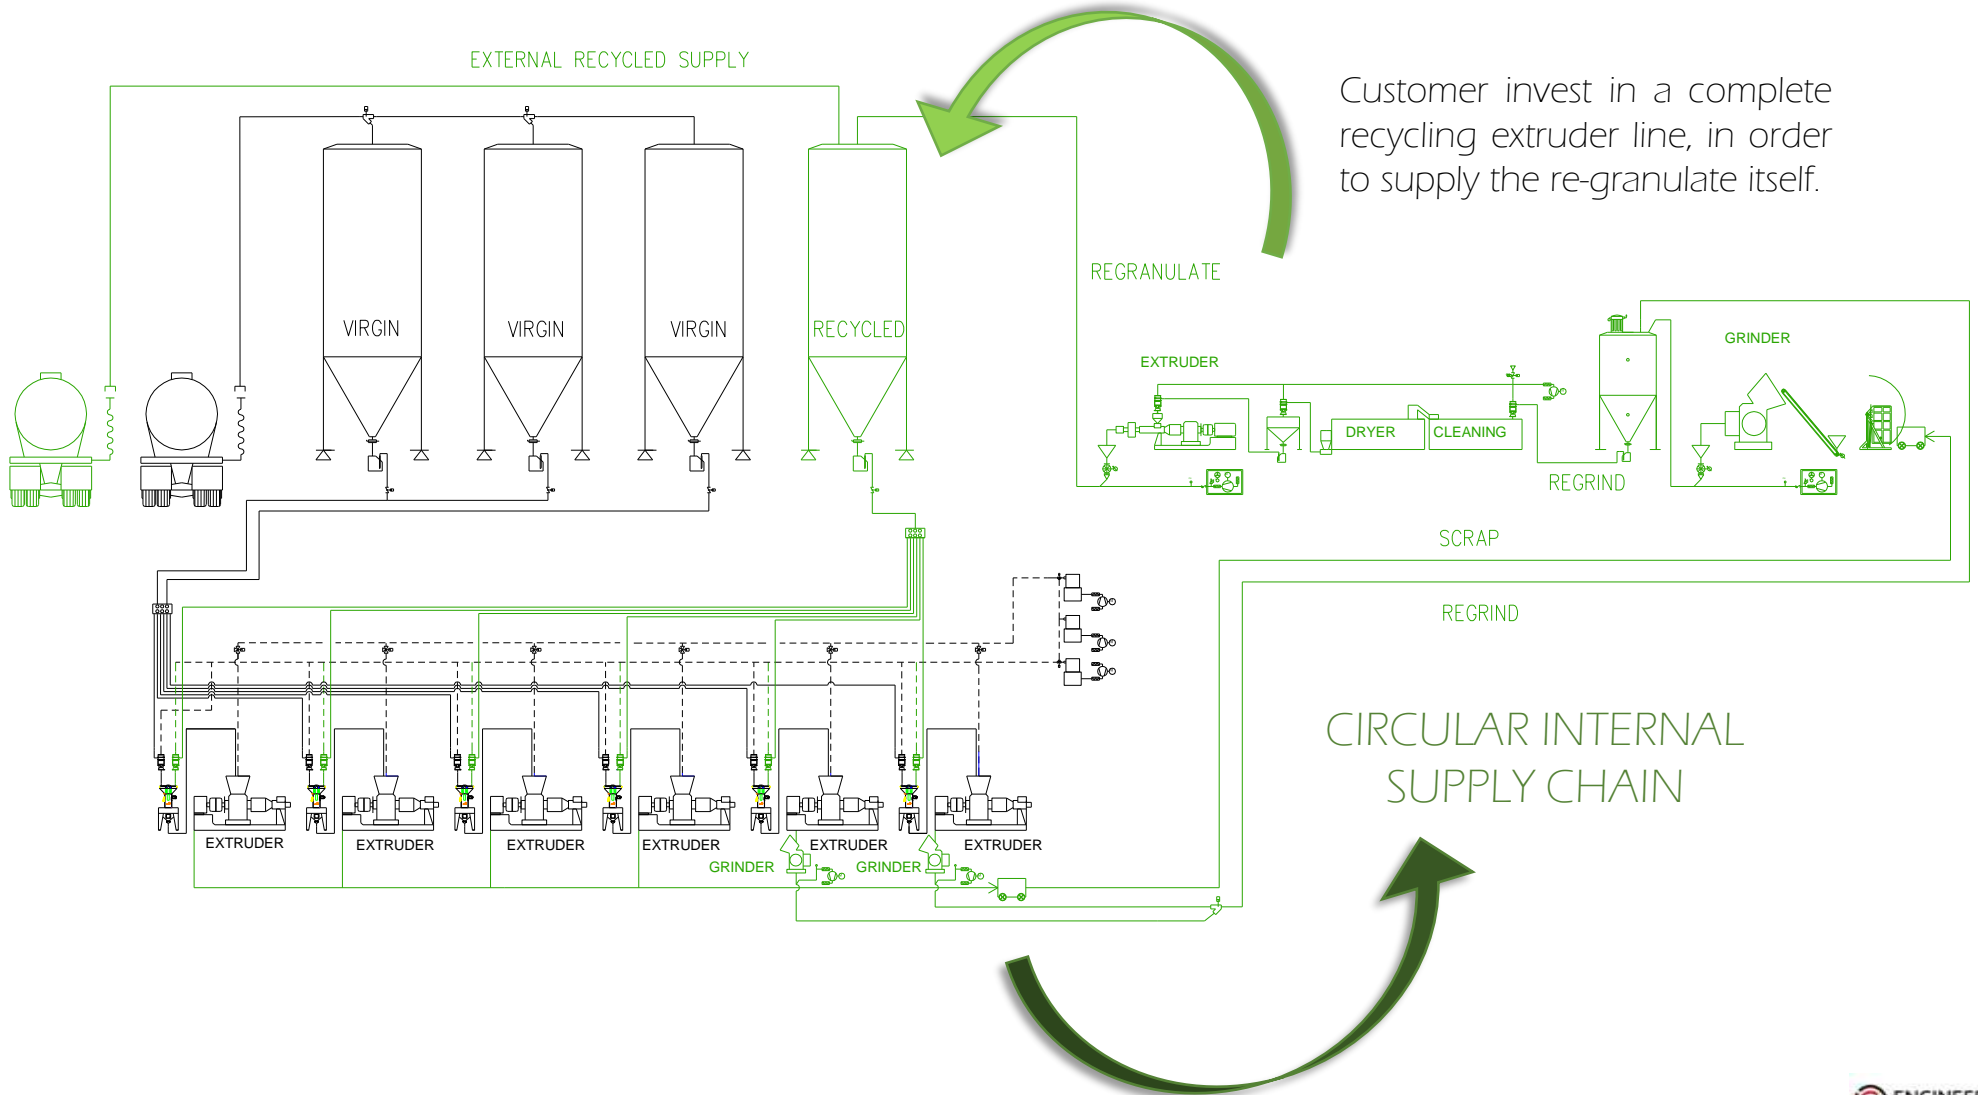 EXTERNAL RECYCLED SUPPLY
Customer invest in a complete
recycling extruder line, in order
to supply the re-granulate itself.
REGRANULATE
VIRGIN
VIRGIN
VIRGIN
RECYCLED
GRINDER
EXTRUDER
DRYER
CLEANING
REGRIND
SCRAP
REGRIND
CIRCULAR INTERNAL
SUPPLY CHAIN
EXTRUDER
EXTRUDER
EXTRUDER
EXTRUDER
EXTRUDER
EXTRUDER
GRINDER
GRINDER